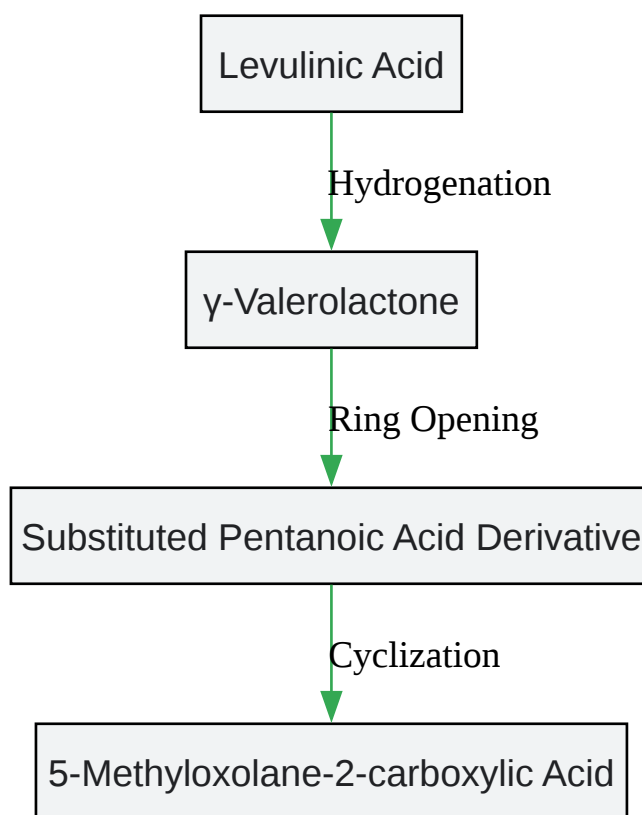 Levulinic Acid
Hydrogenation
γ-Valerolactone
Ring Opening
Substituted Pentanoic Acid Derivative
Cyclization
5-Methyloxolane-2-carboxylic Acid